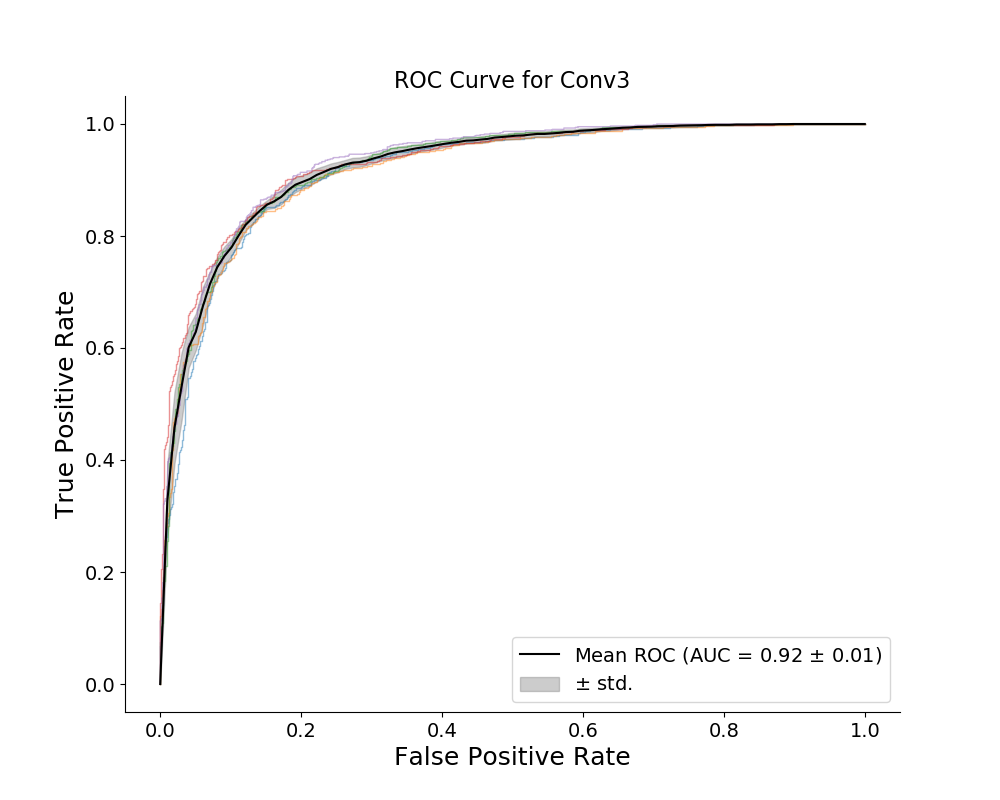 ROC Curve for Conv3
True Positive Rate
1.0
0.8
0.6
0.4
0.2
0.0
Mean ROC (AUC = 0.92 ± 0.01)
± std.
0.0 0.2 0.4 0.6 0.8 1.0
False Positive Rate